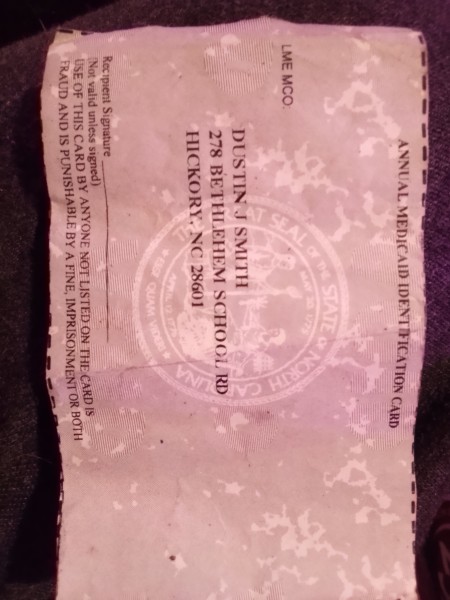 ANNUAL MEDICAID IDENTIFICATION CARD
LME MCO.
DUSTIN J SMITH
278 BETHLEHEM SCHOOL RD
HICKORY, NC 28601
GREAT SEAL OF THE STATE OF NORTH CAROLINA
Recipient Signature
(Not valid unless signed)
USE OF THIS CARD BY ANYONE NOT LISTED ON THE CARD IS
FRAUD AND IS PUNISHABLE BY A FINE, IMPRISONMENT OR BOTH